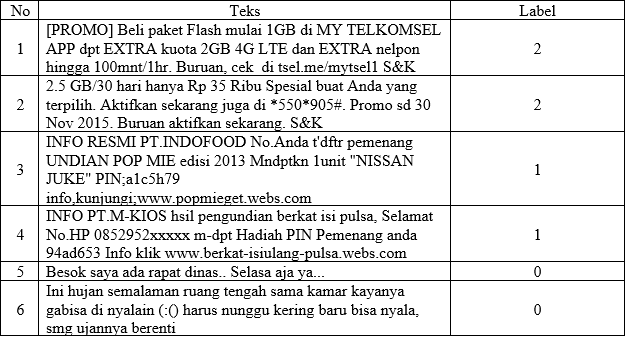 No Teks Label
[PROMO] Beli paket Flash mulai 1GB di MY TELKOMSEL
1 APP dpt EXTRA kuota 2GB 4G LTE dan EXTRA nelpon 2
hingga 100mnt/1hr. Buruan, cek di tsel.me/mytsel1 S&K
2.5 GB/30 hari hanya Rp 35 Ribu Spesial buat Anda yang
2 terpilih. Aktifkan sekarang juga di *550*905#. Promo sd 30 2
Nov 2015. Buruan aktifkan sekarang. S&K
INFO RESMI PT.INDOFOOD No.Anda t'dftr pemenang
UNDIAN POP MIE edisi 2013 Mndptkn 1unit "NISSAN
3 JUKE" PIN;a1c5h79 1
info,kunjungi;www.popmieget.webs.com
INFO PT.M-KIOS hsil pengundian berkat isi pulsa, Selamat
4 No.HP 0852952xxxxx m-dpt Hadiah PIN Pemenang anda 1
94ad653 Info klik www.berkat-isiulang-pulsa.webs.com
5 Besok saya ada rapat dinas.. Selasa aja ya... 0
Ini hujan semalaman ruang tengah sama kamar kayanya
6 gabisa di nyalain (:() harus nunggu kering baru bisa nyala, 0
smg ujannya berenti